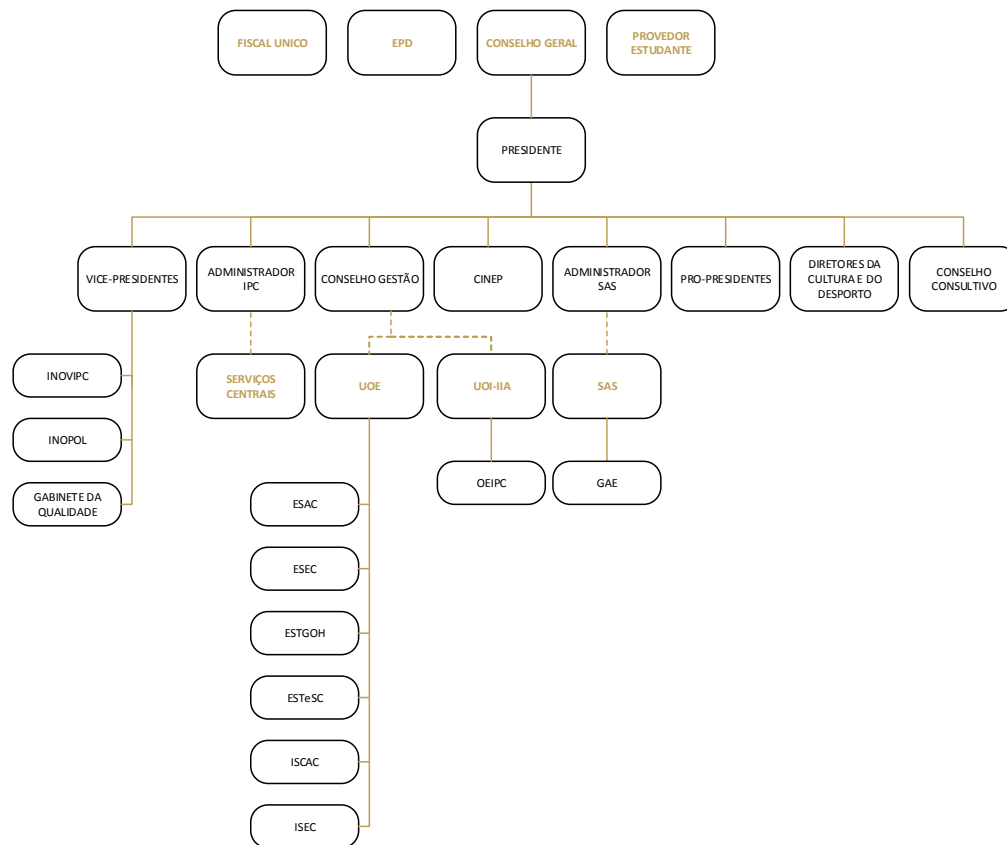 FISCAL UNICO
EPD
CONSELHO GERAL
PROVEDOR
ESTUDANTE
PRESIDENTE
VICE-PRESIDENTES
ADMINISTRADOR
IPC
CONSELHO GESTÃO
CINEP
ADMINISTRADOR
SAS
PRO-PRESIDENTES
DIRETORES DA
CULTURA E DO
DESPORTO
CONSELHO
CONSULTIVO
INOVIPC
SERVIÇOS
CENTRAIS
UOE
UOI-IIA
SAS
INOPOL
OEIPC
GAE
GABINETE DA
QUALIDADE
ESAC
ESEC
ESTGOH
ESTeSC
ISCAC
ISEC